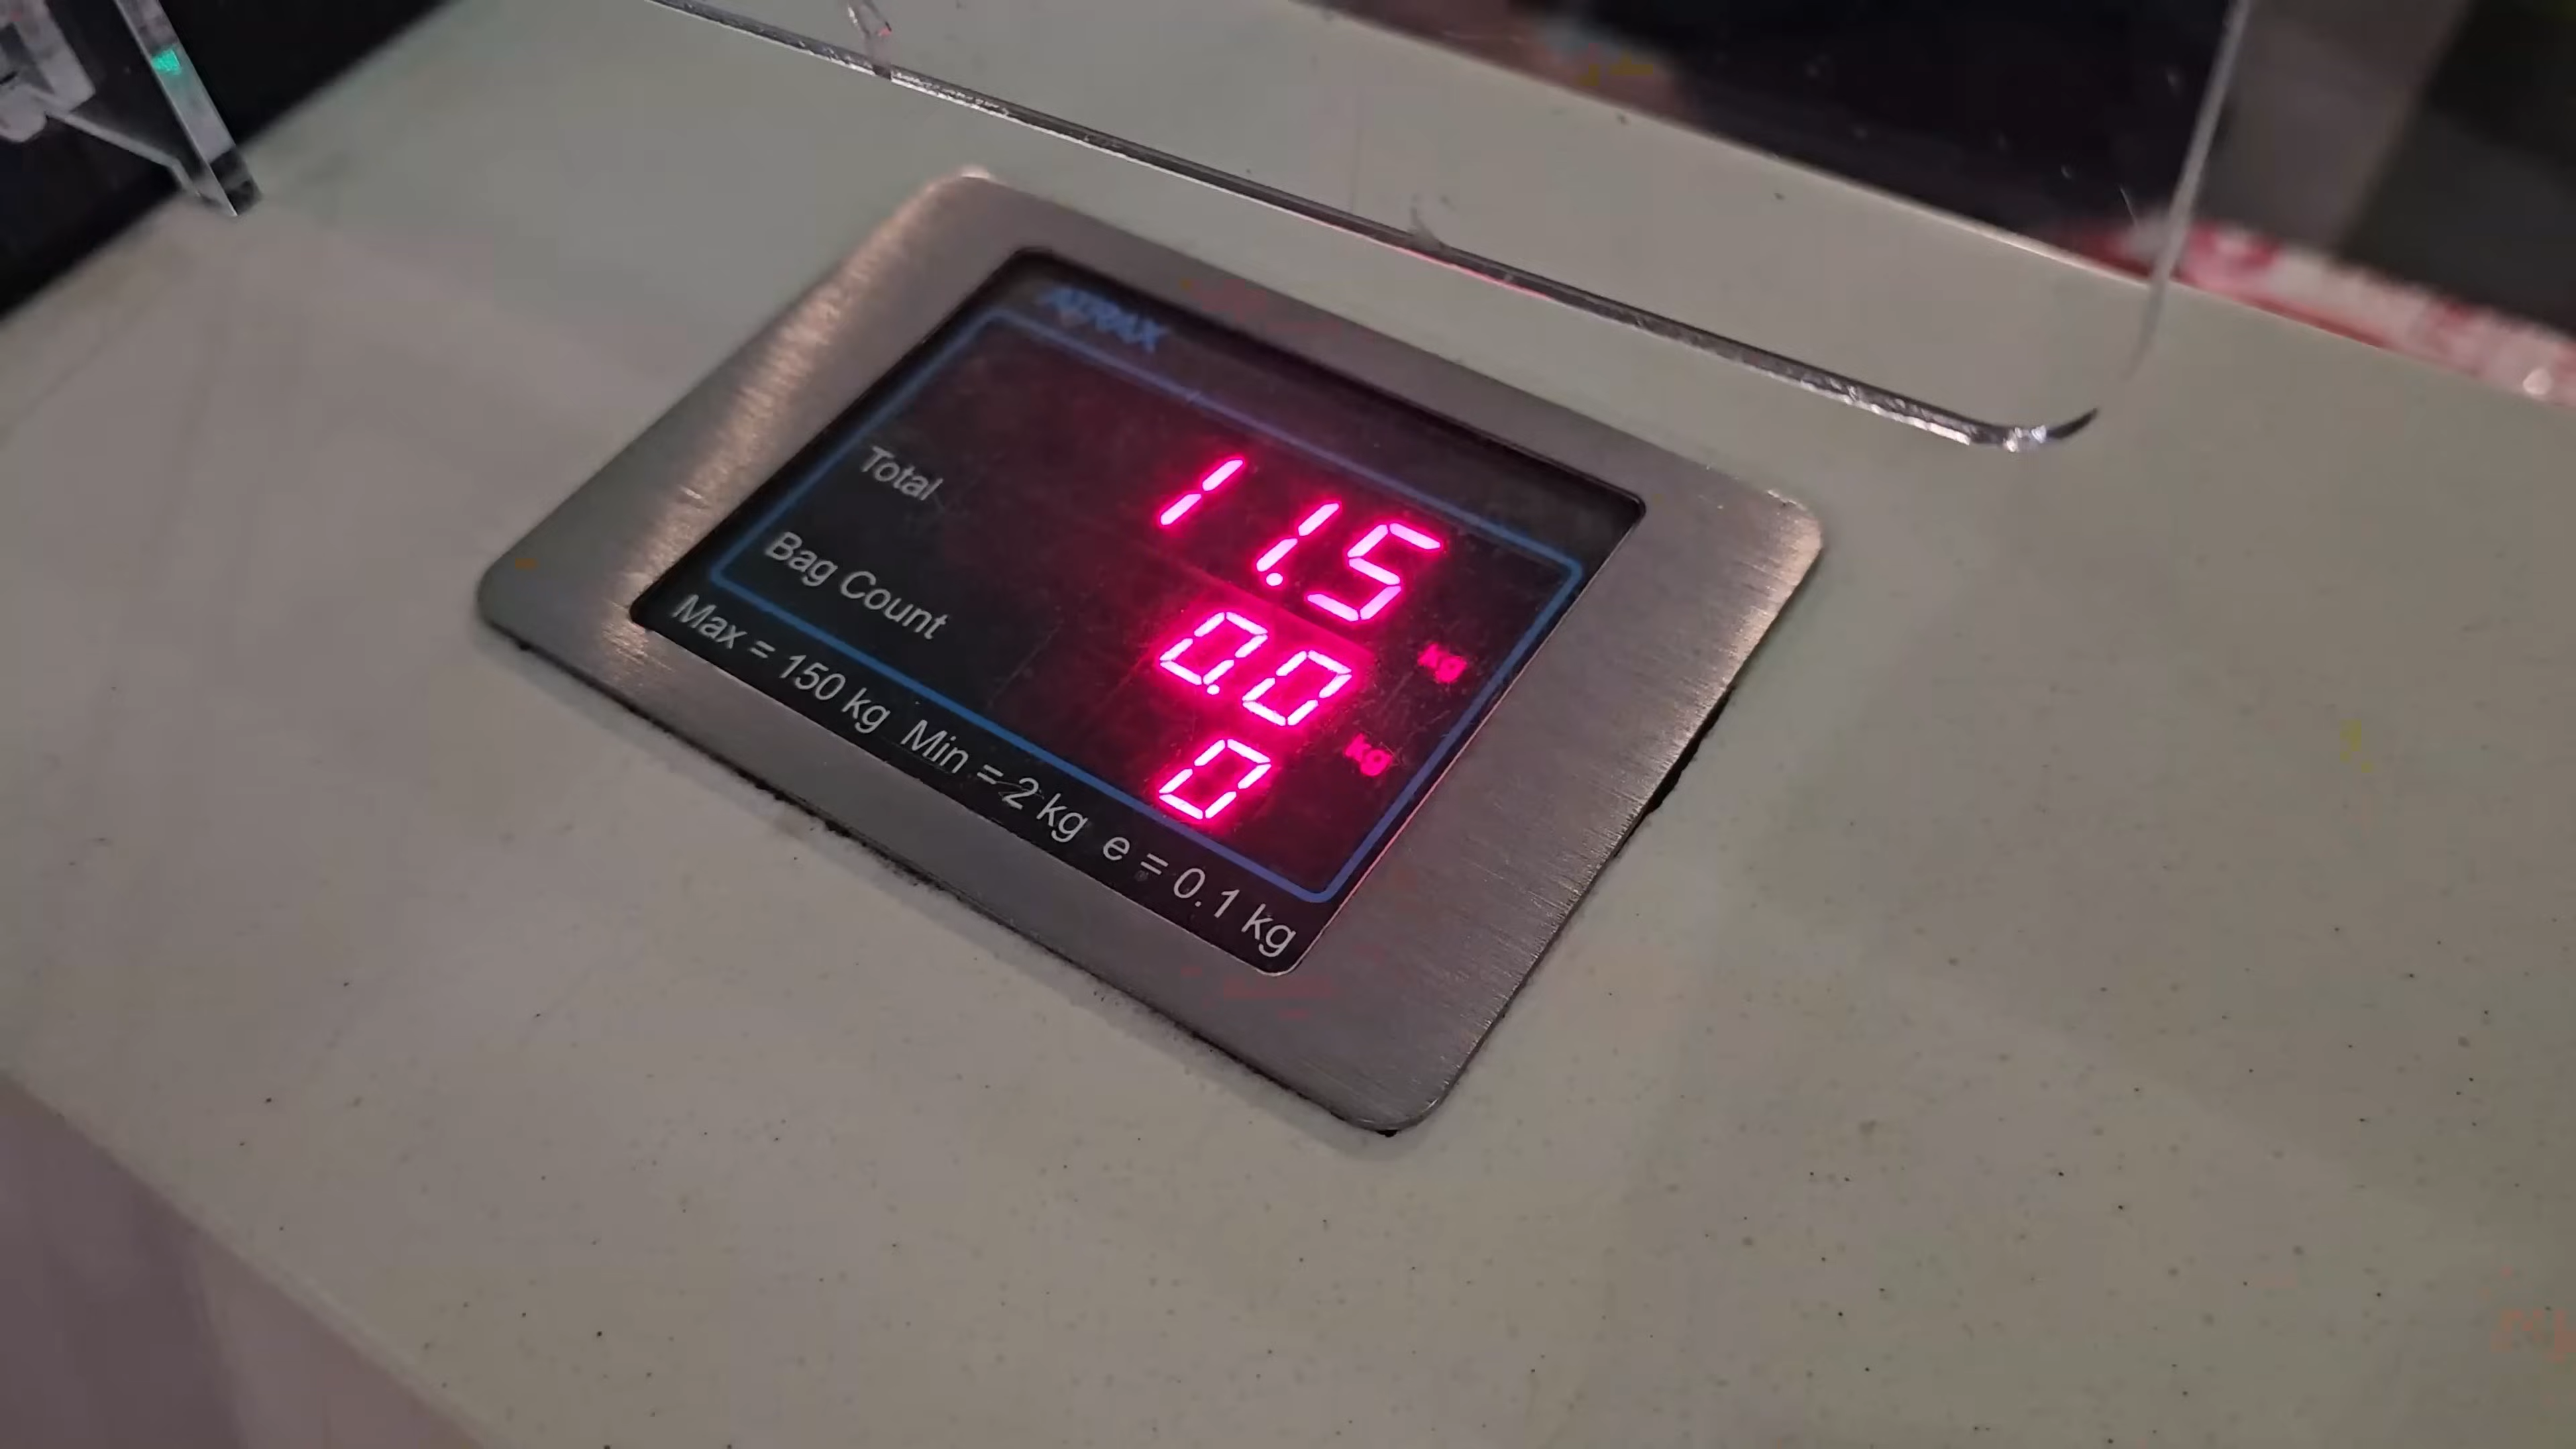 ATRAX
11.5 kg
Total 0.0 kg
Bag Count 0
Max = 150 kg Min = 2 kg e = 0.1 kg